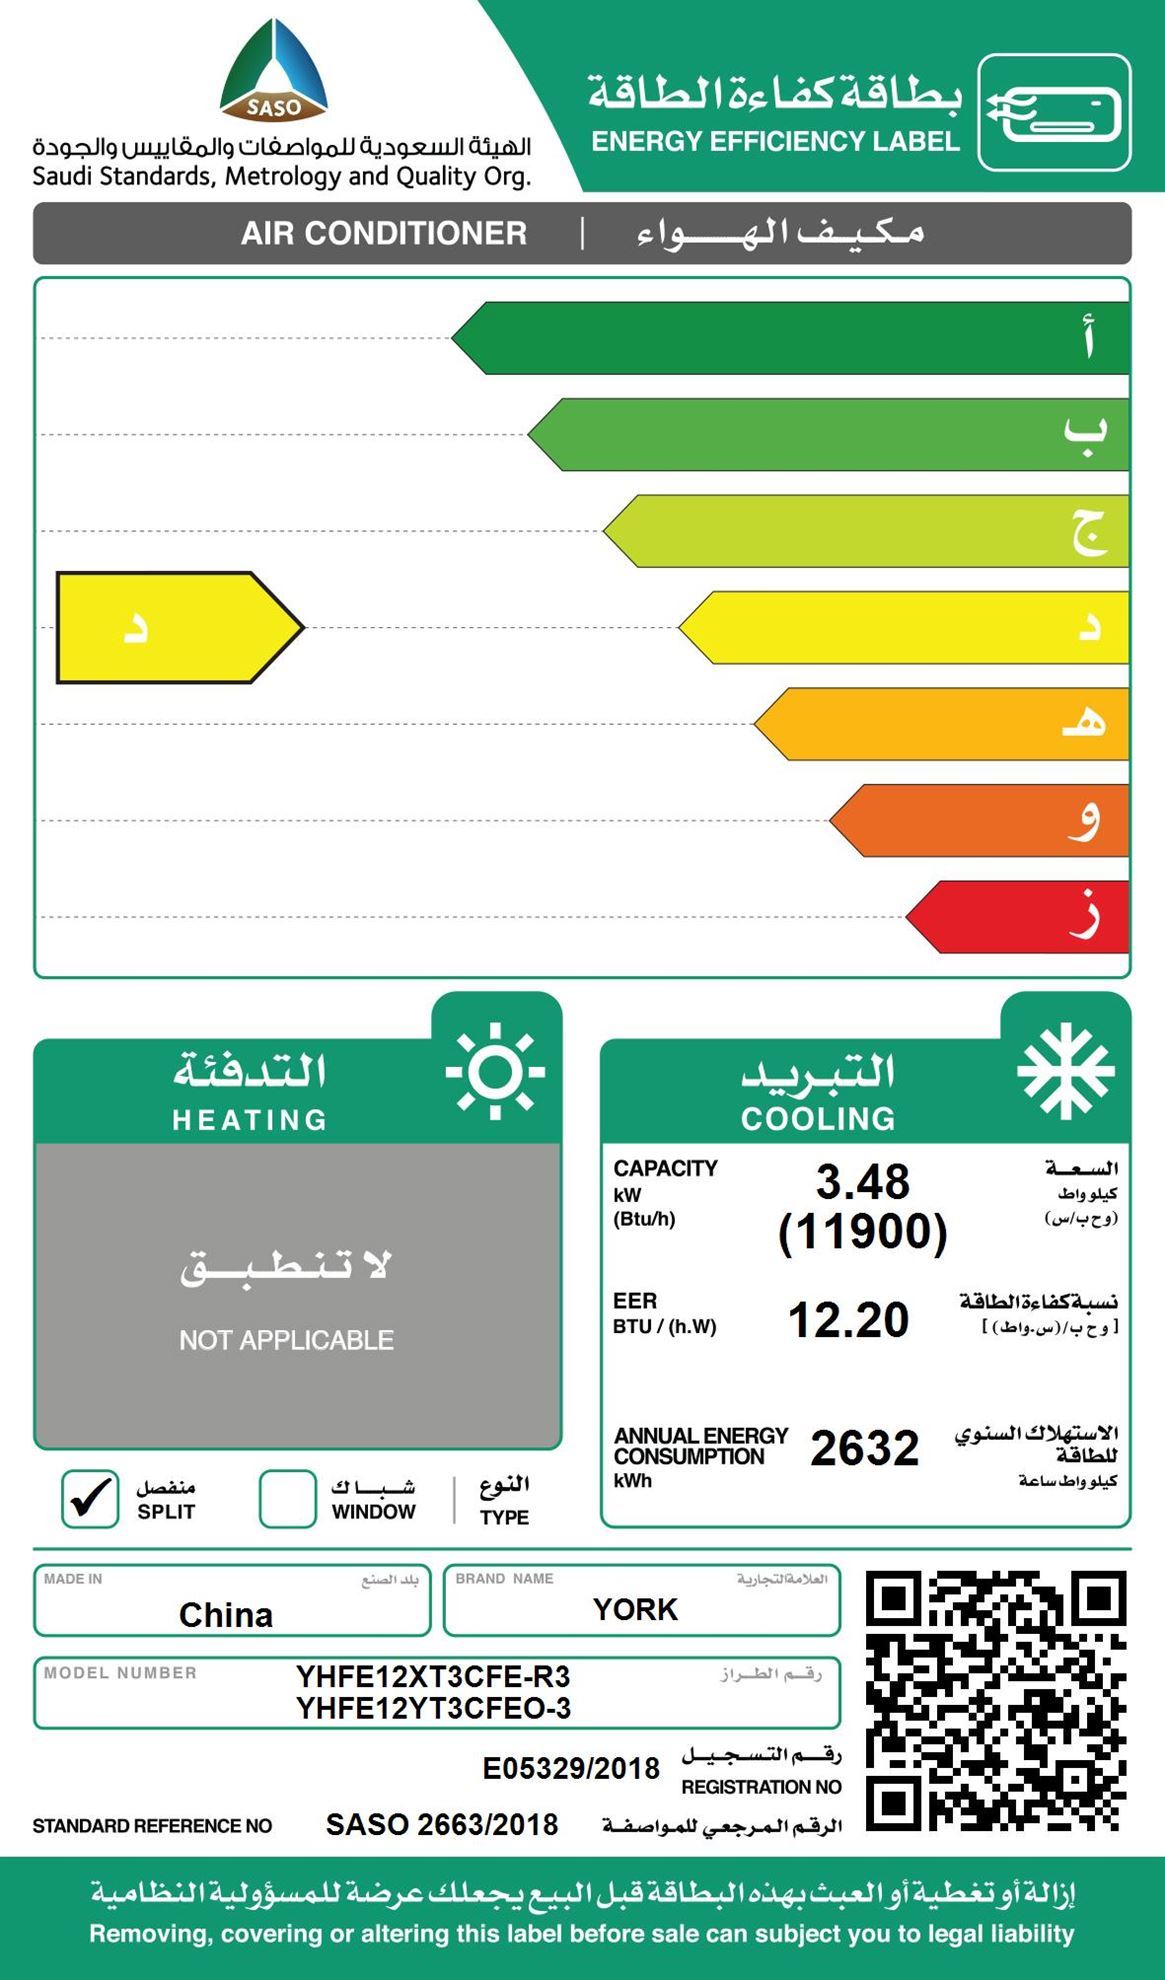 SASO
الهيئة السعودية للمواصفات والمقاييس والجودة
Saudi Standards, Metrology and Quality Org.
بطاقة كفاءة الطاقة
ENERGY EFFICIENCY LABEL
AIR CONDITIONER | مكيف الهواء
أ
ب
ج
د
د
هـ
و
ز
التدفئة
HEATING
لا تنطبق
NOT APPLICABLE
التبريد
COOLING
CAPACITY 3.48 السعة
kW كيلو واط
(Btu/h) (11900) (وح ب/س)
EER 12.20 نسبة كفاءة الطاقة
BTU / (h.W) [وح ب/(س.واط)]
ANNUAL ENERGY 2632 الاستهلاك السنوي
CONSUMPTION للطاقة
kWh كيلو واط ساعة
منفصل شباك النوع
SPLIT WINDOW TYPE
MADE IN بلد الصنع
China
BRAND NAME العلامة التجارية
YORK
MODEL NUMBER YHFE12XT3CFE-R3 رقم الطراز
YHFE12YT3CFEO-3
E05329/2018 رقم التسجيل
REGISTRATION NO
STANDARD REFERENCE NO SASO 2663/2018 الرقم المرجعي للمواصفة
إزالة أو تغطية أو العبث بهذه البطاقة قبل البيع يجعلك عرضة للمسؤولية النظامية
Removing, covering or altering this label before sale can subject you to legal liability